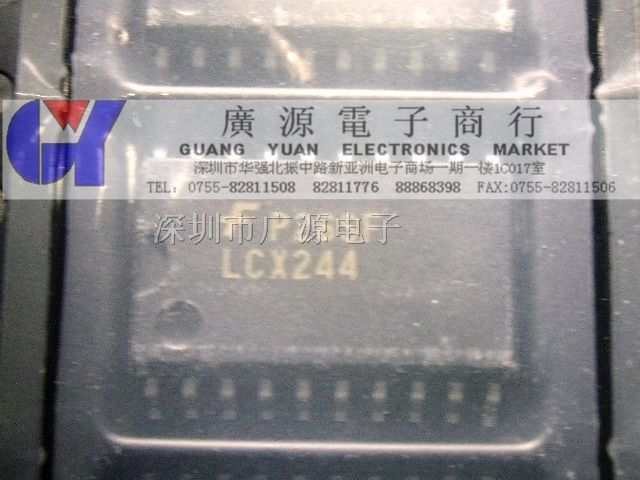 GY
廣源電子商行
GUANG YUAN ELECTRONICS MARKET
深圳市华强北振中路新亚洲电子商场一期一楼1C017室
TEL: 0755-82811508 82811776 88868398 FAX:0755-82811506
深圳市广源电子
LCX244